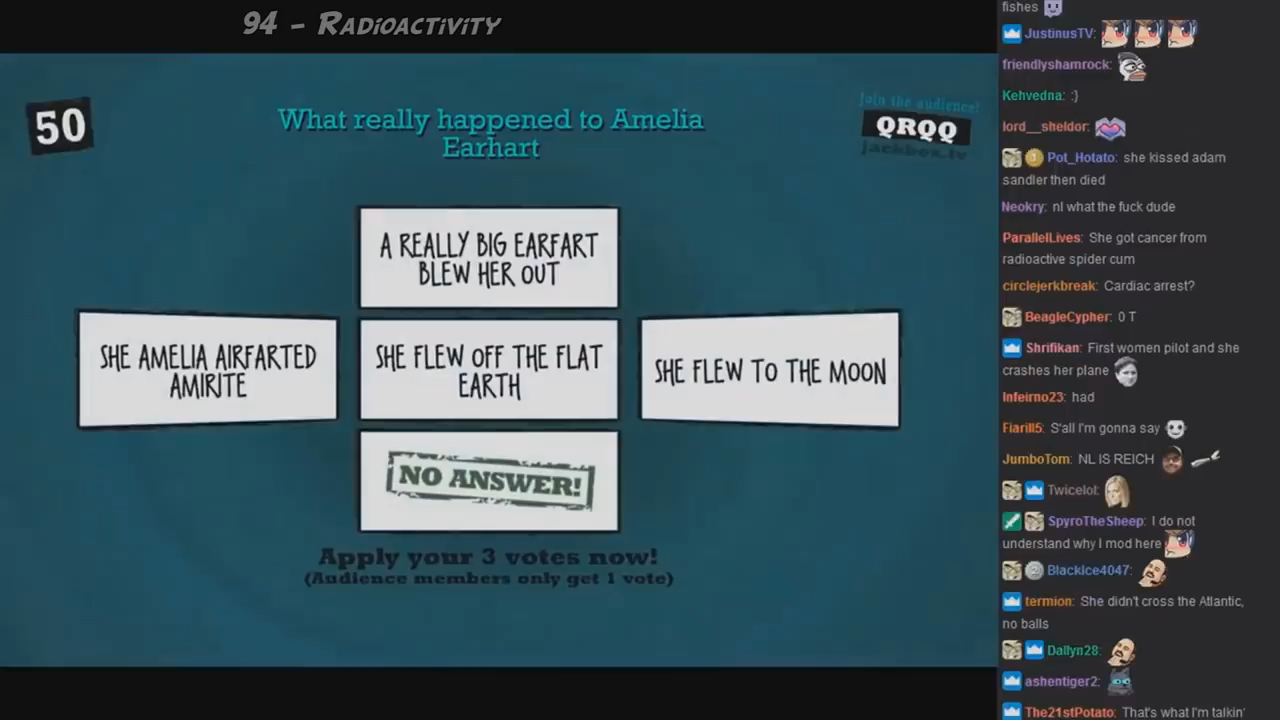 94 - Radioactivity
50
What really happened to Amelia
Earhart
Join the audience!
QRQQ
jackbox.tv
A REALLY BIG EARFART
BLEW HER OUT
SHE AMELIA AIRFARTED
AMIRITE
SHE FLEW OFF THE FLAT
EARTH
SHE FLEW TO THE MOON
NO ANSWER!
Apply your 3 votes now!
(Audience members only get 1 vote)
fishes
JustinusTV:
friendlyshamrock:
Kehvedna: :}
lord__sheldor:
Pot_Hotato: she kissed adam
sandler then died
Neokry: nl what the fuck dude
ParallelLives: She got cancer from
radioactive spider cum
circlejerkbreak: Cardiac arrest?
BeagleCypher: 0 T
Shrifikan: First women pilot and she
crashes her plane
Infeirno23: had
Fiarill5: S'all I'm gonna say
JumboTom: NL IS REICH
Twicelol:
SpyroTheSheep: I do not
understand why I mod here
BlackIce4047:
termion: She didn't cross the Atlantic,
no balls
Dallyn28:
ashentiger2:
The21stPotato: That's what I'm talkin'